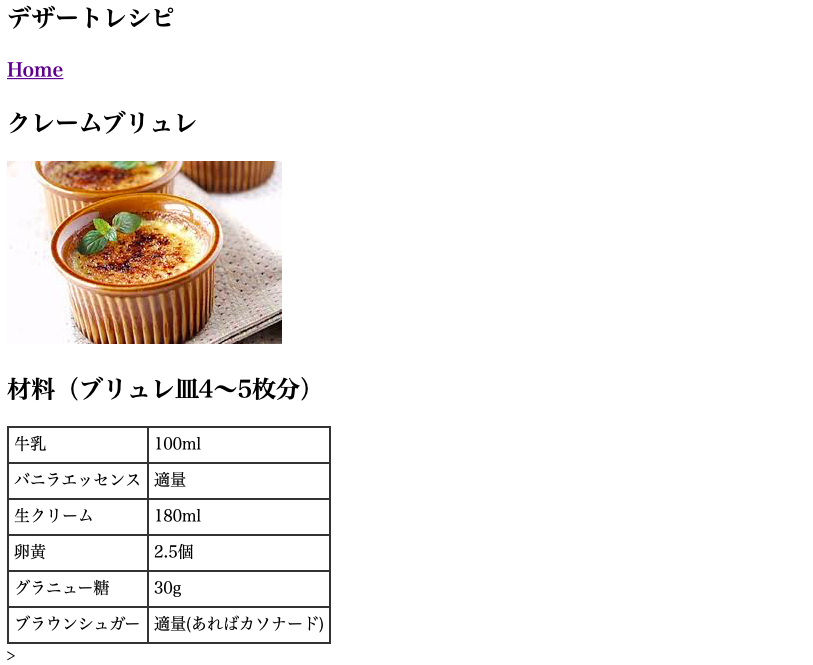 デザートレシピ
Home
クレームブリュレ
材料（ブリュレ皿4〜5枚分）
牛乳 100ml
バニラエッセンス 適量
生クリーム 180ml
卵黄 2.5個
グラニュー糖 30g
ブラウンシュガー 適量(あればカソナード)
>